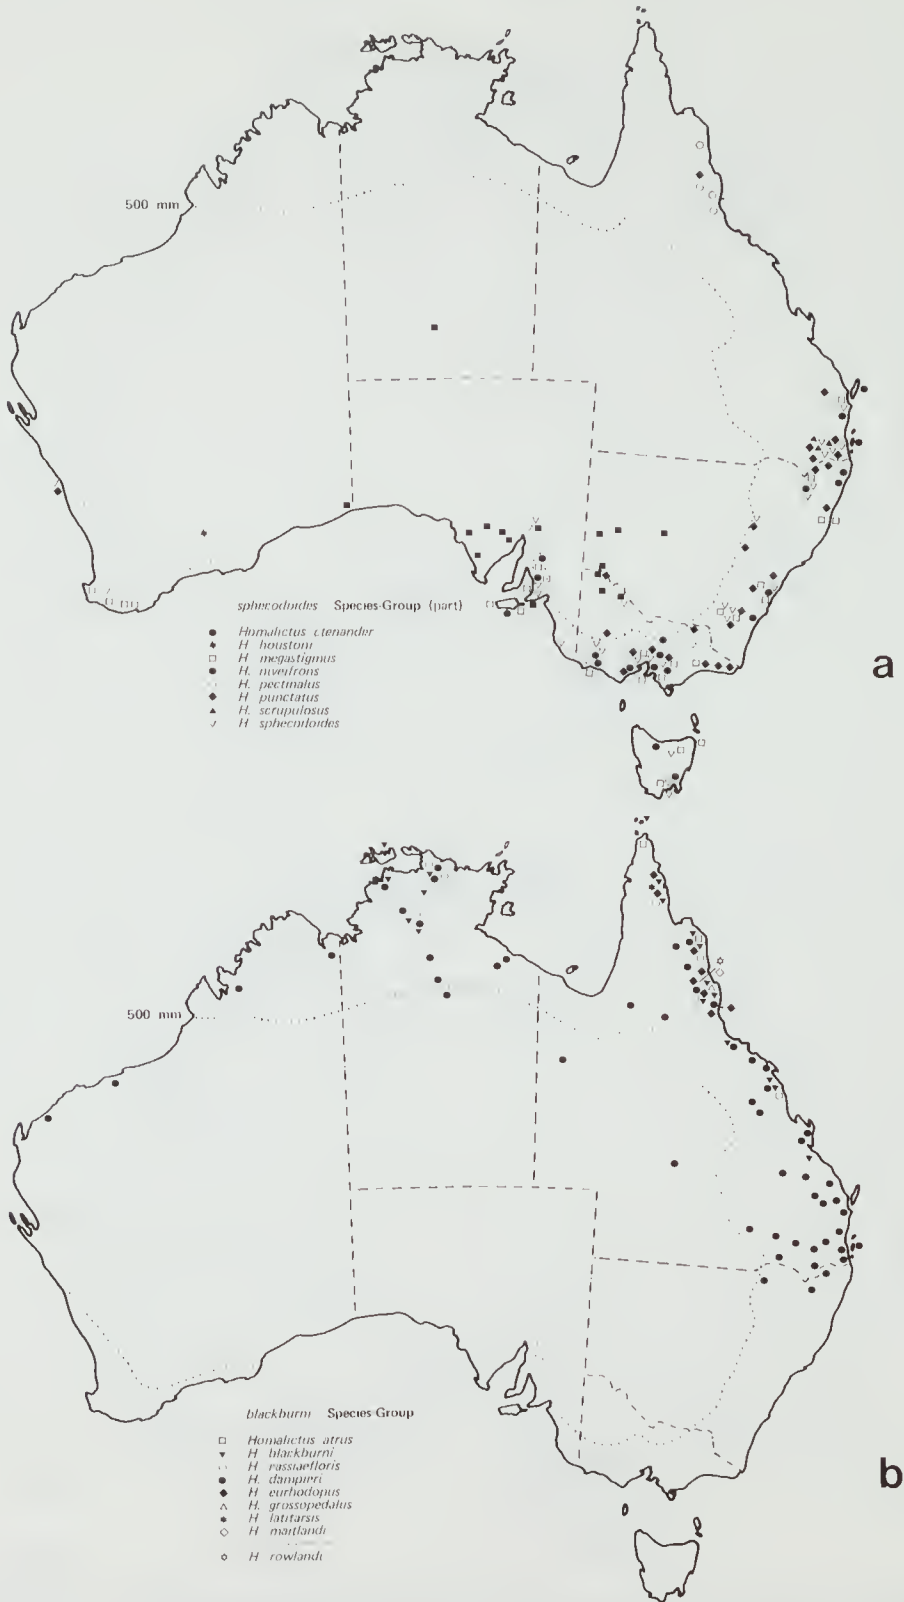 500 mm
sphecodoides Species-Group (part)
Homalictus ctenander
H houstoni
H megastigmus
H. niveifrons
H. pectinalus
H punctatus
H. scrupulosus
H sphecodoides
a
500 mm
blackburni Species-Group
Homalictus atrus
H blackburni
H
H. dampieri
H eurhodopus
H. grossopedalus
H latitarsis
H maitlandi
H rowlandi
b